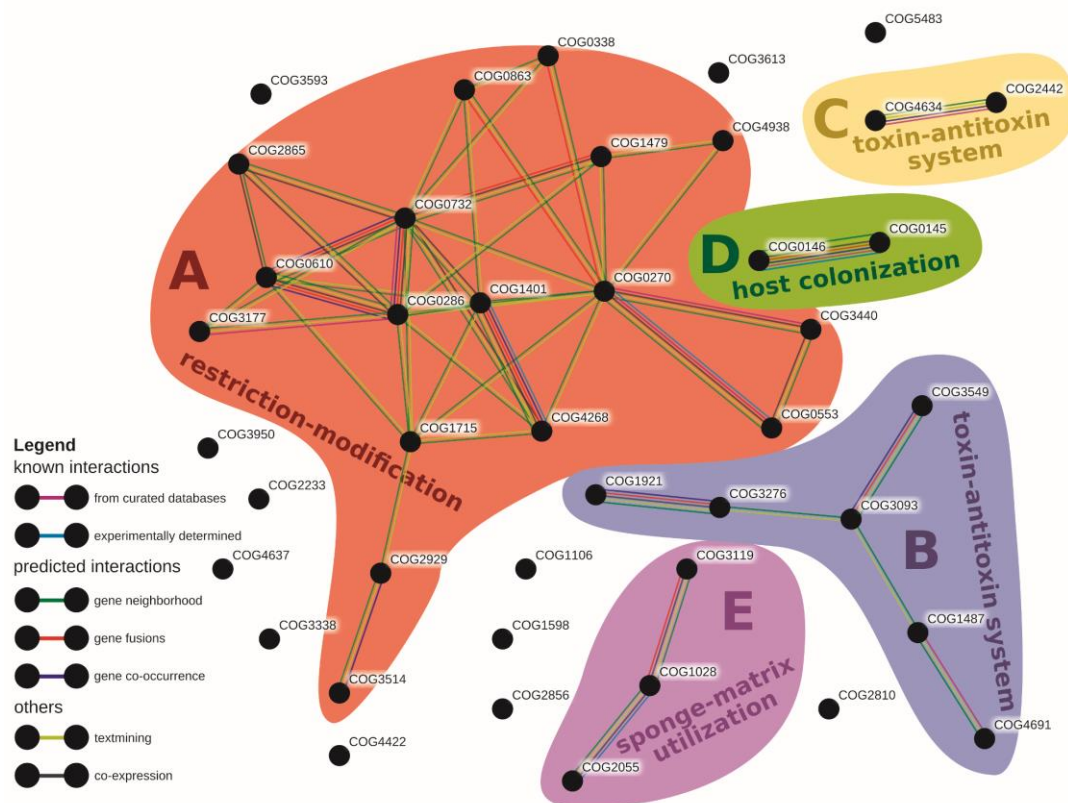 COG5483
COG0338
COG3613
COG3593
COG0863
COG2442
COG4634
C
toxin-antitoxin
system
COG4938
COG1479
COG2865
COG0732
COG0145
COG0146
D
host colonization
A
COG0610
COG0286
COG1401
COG0270
COG3177
COG3440
restriction-modification
COG3549
COG4268
COG0553
COG1715
toxin-antitoxin system
COG3950
COG1921
COG3276
COG3093
COG2233
B
COG4637
COG2929
COG1106
COG3119
E
COG1487
COG3338
COG1598
COG1028
sponge-matrix
utilization
COG3514
COG2856
COG2810
COG4691
COG4422
COG2055
Legend
known interactions
from curated databases
experimentally determined
predicted interactions
gene neighborhood
gene fusions
gene co-occurrence
others
textmining
co-expression